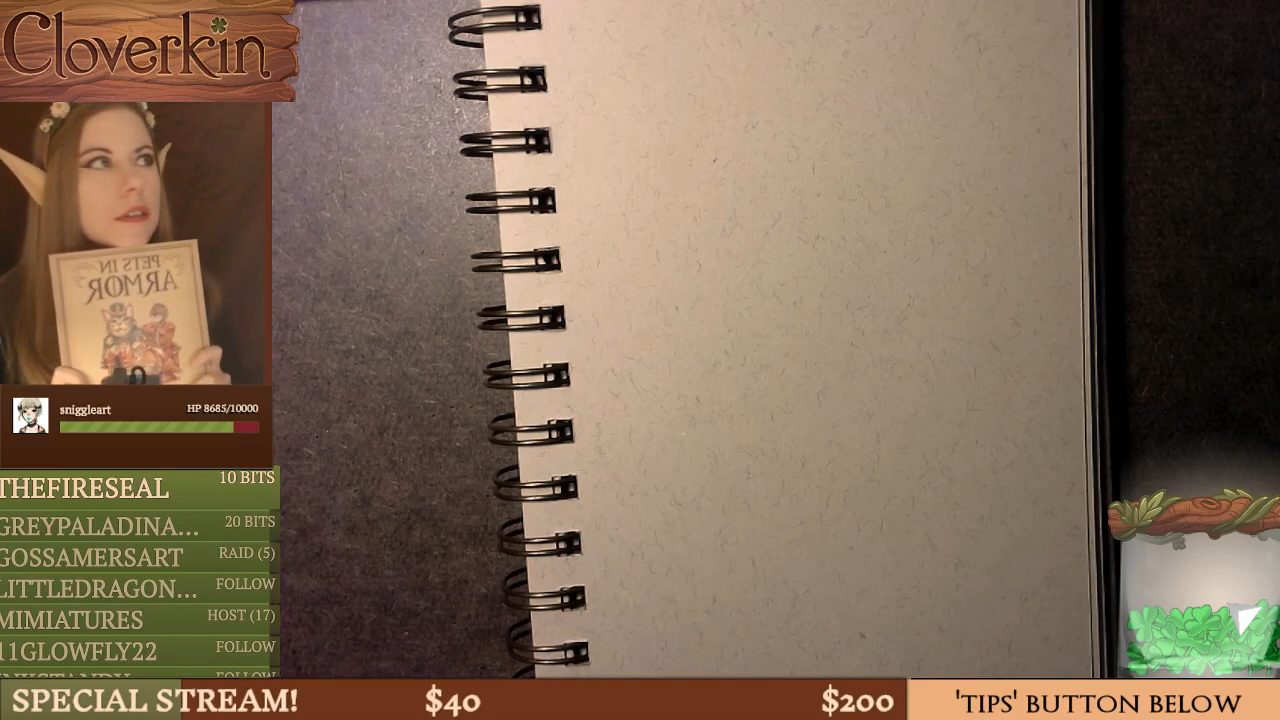 Cloverkin
PETS IN
ARMOR
sniggleart
HP 8685/10000
THEFIRESEAL
10 BITS
GREYPALADINA...
20 BITS
GOSSAMERSART
RAID (5)
LITTLEDRAGON...
FOLLOW
MIMIATURES
HOST (17)
11GLOWFLY22
FOLLOW
FOLLOW
SPECIAL STREAM!
$40
$200
'TIPS' BUTTON BELOW